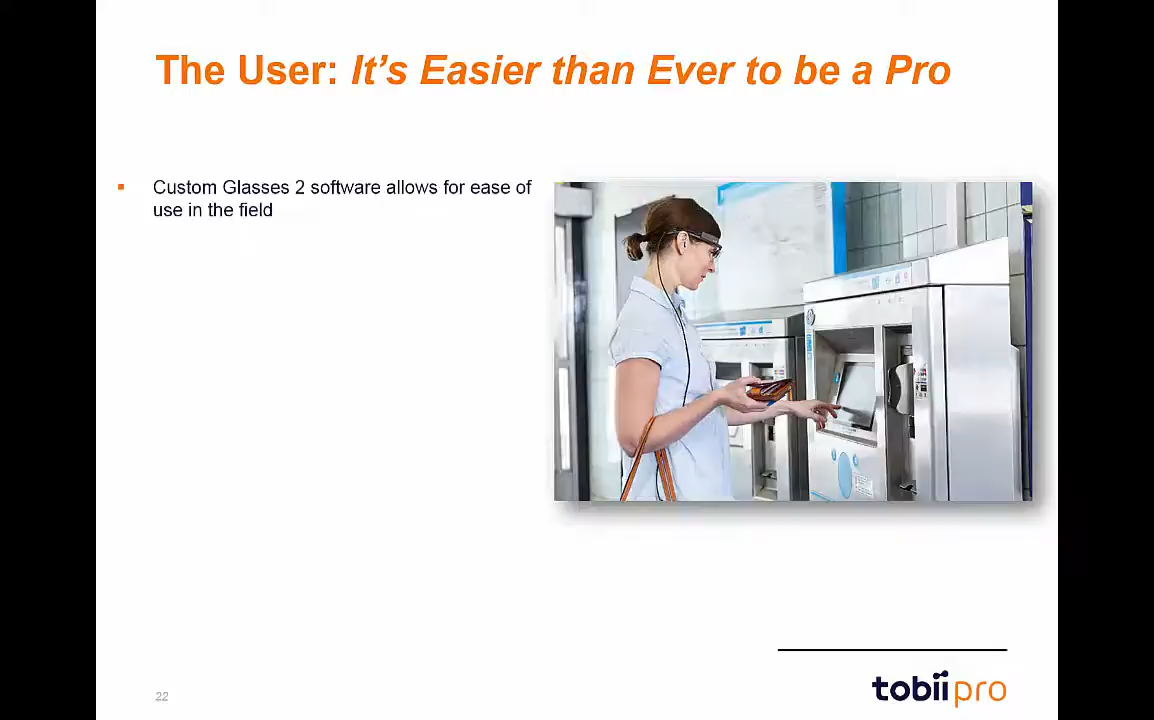 The User: It's Easier than Ever to be a Pro
Custom Glasses 2 software allows for ease of
use in the field
22
tobiipro